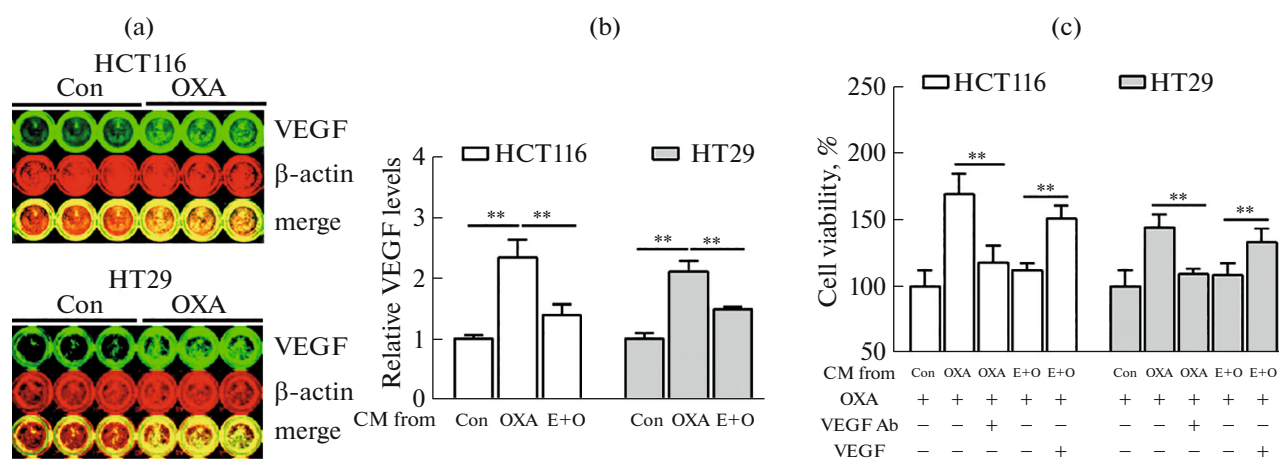 (a)
HCT116
Con OXA
VEGF
β-actin
merge
HT29
Con OXA
VEGF
β-actin
merge
(b)
HCT116 HT29
Relative VEGF levels
4
3
2
1
0
** ** ** **
CM from Con OXA E+O Con OXA E+O
(c)
HCT116 HT29
Cell viability, %
200
150
100
50
** ** ** **
CM from Con OXA OXA E+O E+O Con OXA OXA E+O E+O
OXA + + + + + + + + + +
VEGF Ab – – + – – – – + – –
VEGF – – – – + – – – – +